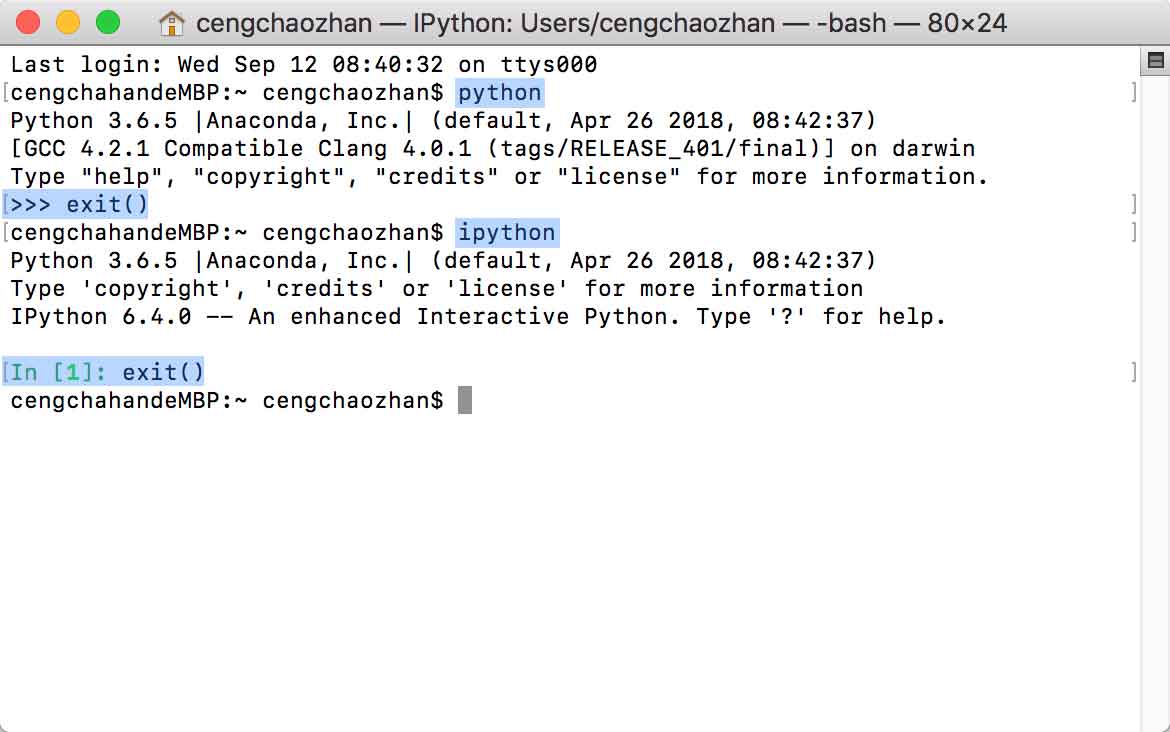 cengchaozhan — IPython: Users/cengchaozhan — -bash — 80×24
Last login: Wed Sep 12 08:40:32 on ttys000
[cengchahandeMBP:~ cengchaozhan$ python ]
Python 3.6.5 |Anaconda, Inc.| (default, Apr 26 2018, 08:42:37)
[GCC 4.2.1 Compatible Clang 4.0.1 (tags/RELEASE_401/final)] on darwin
Type "help", "copyright", "credits" or "license" for more information.
[>>> exit() ]
[cengchahandeMBP:~ cengchaozhan$ ipython ]
Python 3.6.5 |Anaconda, Inc.| (default, Apr 26 2018, 08:42:37)
Type 'copyright', 'credits' or 'license' for more information
IPython 6.4.0 -- An enhanced Interactive Python. Type '?' for help.
[In [1]: exit() ]
cengchahandeMBP:~ cengchaozhan$